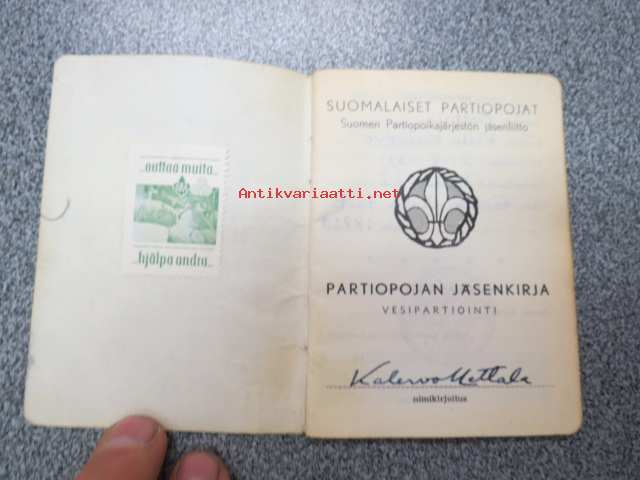 ..auttaa muita..
..hjälpa andra..
Antikvariaatti.net
SUOMALAISET PARTIOPOJAT
Suomen Partiopoikajärjestön jäsenliitto
PARTIOPOJAN JÄSENKIRJA
VESIPARTIOINTI
Kalervo Mettala
nimikirjoitus